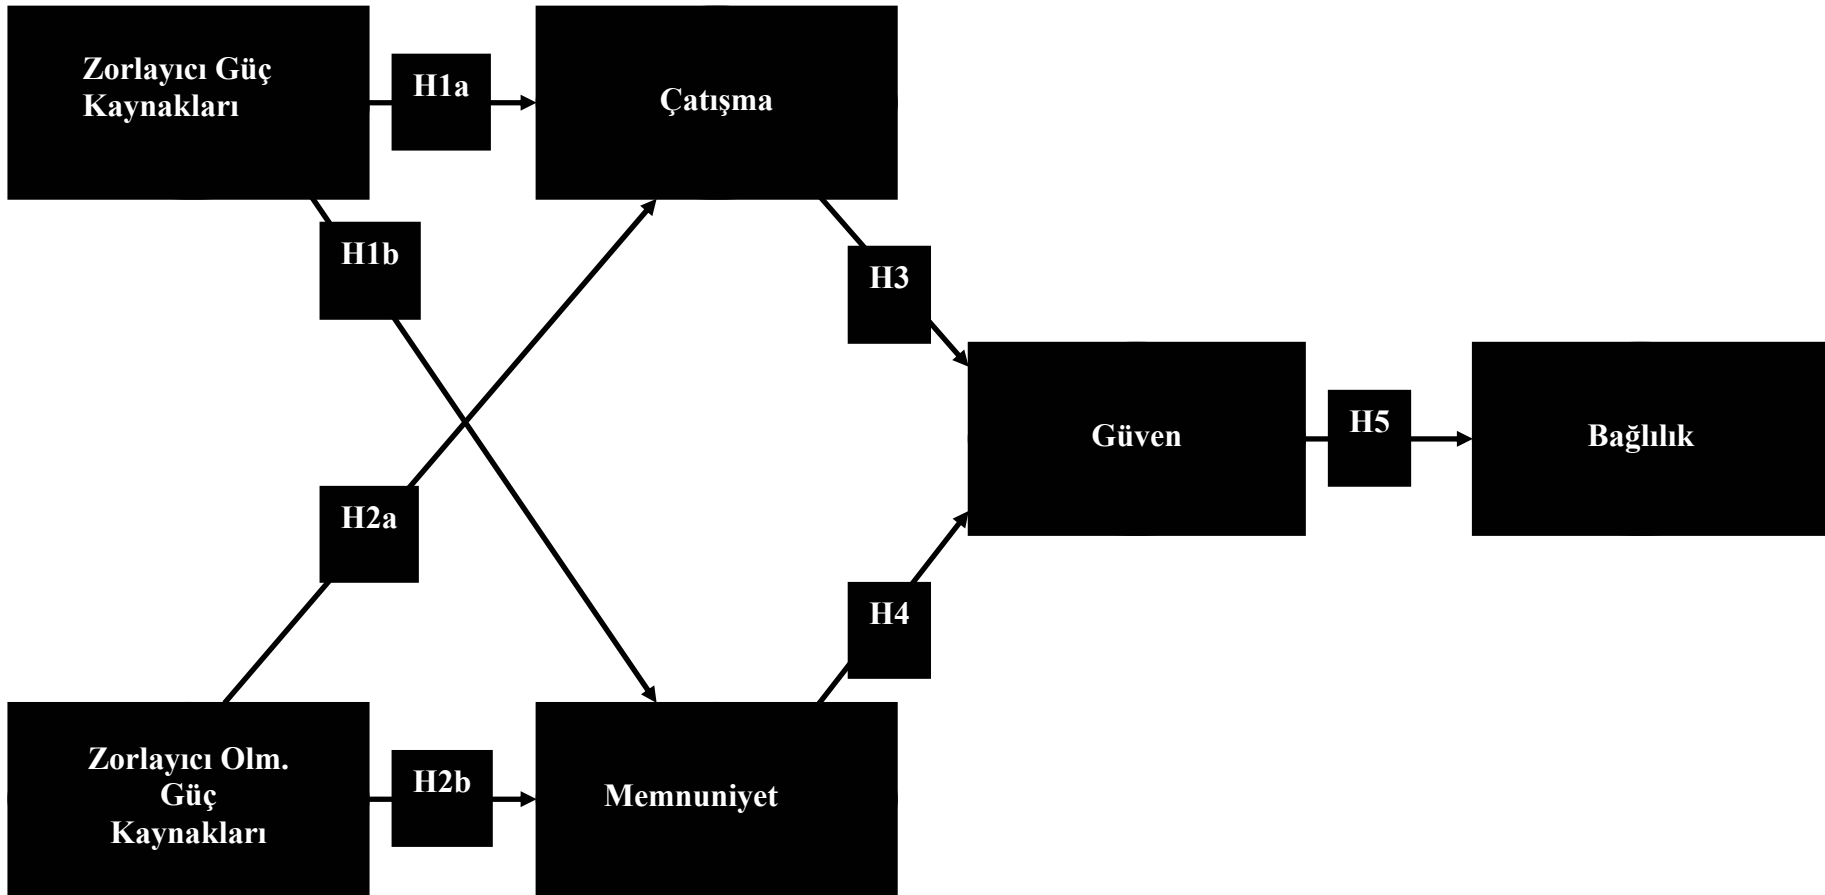 Zorlayıcı Güç
Kaynakları
H1a
Çatışma
H1b
H3
Güven
H5
Bağlılık
H2a
H4
Zorlayıcı Olm.
Güç
Kaynakları
H2b
Memnuniyet